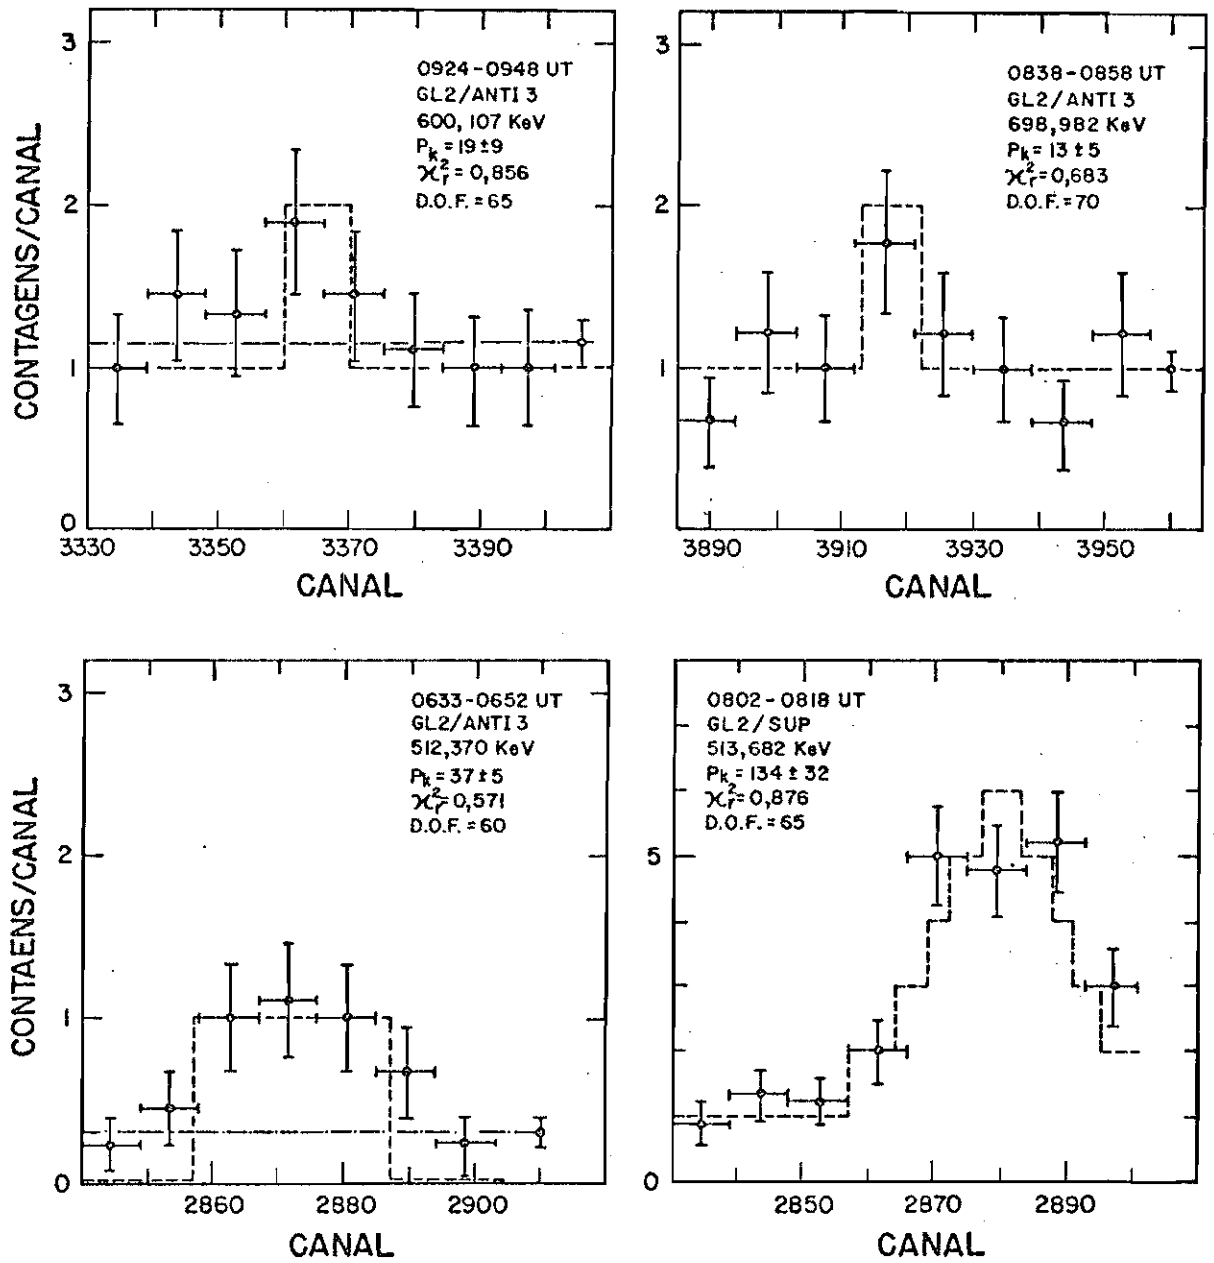 3
2
1
0
CONTAGENS/CANAL
0924-0948 UT
GL2/ANTI 3
600,107 KeV
Pk = 19 ± 9
χr² = 0,856
D.O.F. = 65
3330 3350 3370 3390
CANAL
3
2
1
0838-0858 UT
GL2/ANTI 3
698,982 KeV
Pk = 13 ± 5
χr² = 0,683
D.O.F. = 70
3890 3910 3930 3950
CANAL
3
2
1
0
CONTAENS/CANAL
0633-0652 UT
GL2/ANTI 3
512,370 KeV
Pk = 37 ± 5
χr² = 0,571
D.O.F. = 60
2860 2880 2900
CANAL
5
0
0802-0818 UT
GL2/SUP
513,682 KeV
Pk = 134 ± 32
χr² = 0,876
D.O.F. = 65
2850 2870 2890
CANAL